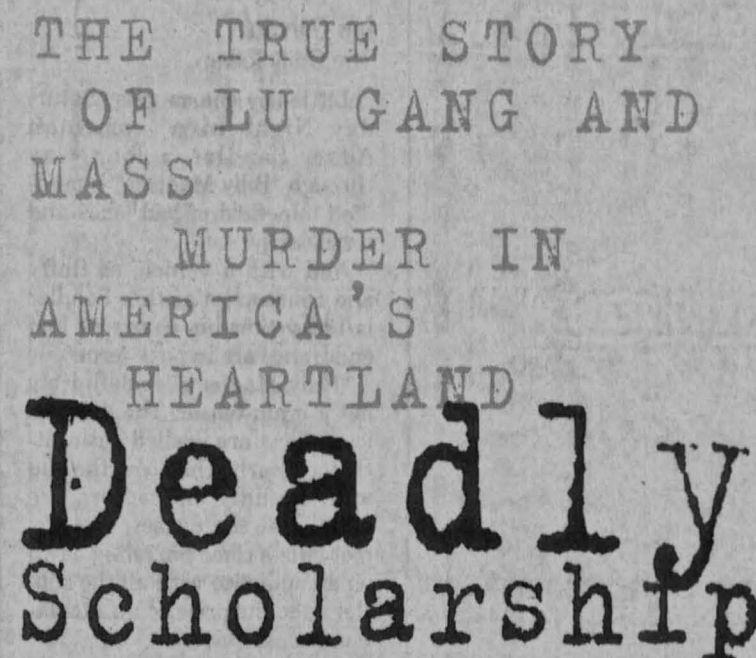 THE TRUE STORY
OF LU GANG AND
MASS
MURDER IN
AMERICA'S
HEARTLAND
Deadly
Scholarship